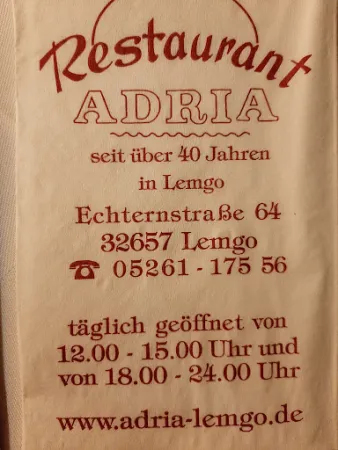 Restaurant
ADRIA
seit über 40 Jahren
in Lemgo
Echternstraße 64
32657 Lemgo
☎ 05261 - 175 56
täglich geöffnet von
12.00 - 15.00 Uhr und
von 18.00 - 24.00 Uhr
www.adria-lemgo.de